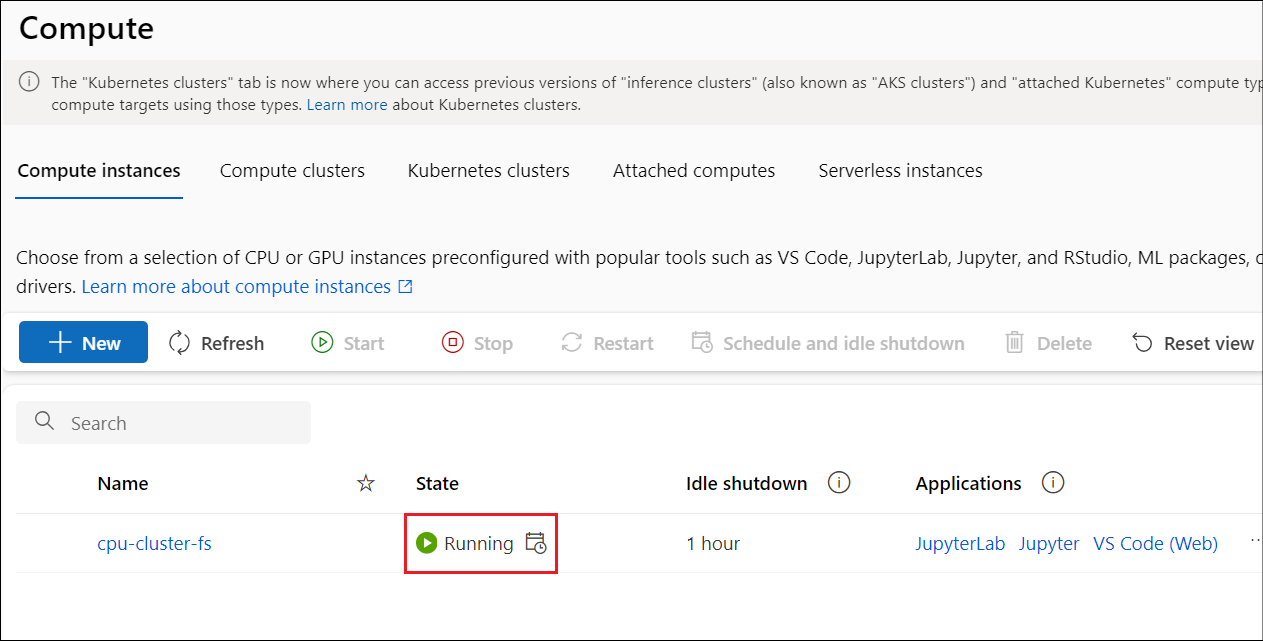 Compute
The "Kubernetes clusters" tab is now where you can access previous versions of "inference clusters" (also known as "AKS clusters") and "attached Kubernetes" compute
compute targets using those types. Learn more about Kubernetes clusters.
Compute instances Compute clusters Kubernetes clusters Attached computes Serverless instances
Choose from a selection of CPU or GPU instances preconfigured with popular tools such as VS Code, JupyterLab, Jupyter, and RStudio, ML packages,
drivers. Learn more about compute instances
New Refresh Start Stop Restart Schedule and idle shutdown Delete Reset view
Search
Name State Idle shutdown Applications
cpu-cluster-fs Running 1 hour JupyterLab Jupyter VS Code (Web)